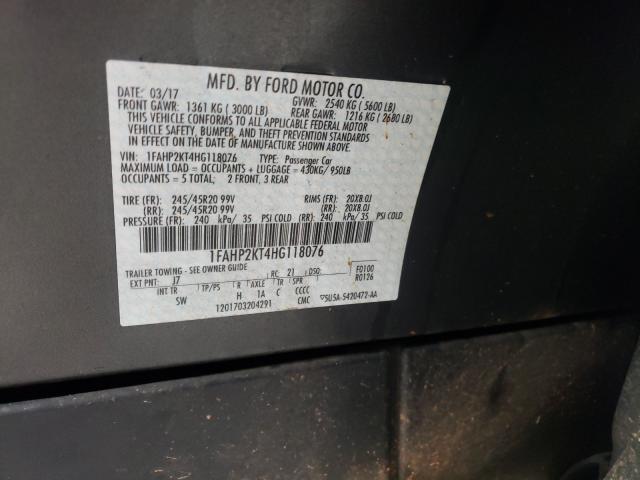 MFD. BY FORD MOTOR CO.
DATE: 03/17 GVWR: 2540 KG ( 5600 LB)
FRONT GAWR: 1361 KG ( 3000 LB) REAR GAWR: 1216 KG ( 2680 LB)
THIS VEHICLE CONFORMS TO ALL APPLICABLE FEDERAL MOTOR
VEHICLE SAFETY, BUMPER, AND THEFT PREVENTION STANDARDS
IN EFFECT ON THE DATE OF MANUFACTURE SHOWN ABOVE.
VIN: 1FAHP2KT4HG118076 TYPE: Passenger Car
MAXIMUM LOAD = OCCUPANTS + LUGGAGE = 430KG/ 950LB
OCCUPANTS = 5 TOTAL, 2 FRONT, 3 REAR
TIRE (FR) 245/45R20 99V RIMS (FR) 20X8.0J
(RR): 245/45R20 99V (RR): 20X8.0J
PRESSURE (FR) 240 kPa/ 35 PSI COLD (RR) 240 kPa/ 35 PSI COLD
1FAHP2KT4HG118076
TRAILER TOWING - SEE OWNER GUIDE RC: 21 DSO: FO100
EXT PNT: J7 R0126
INT TR TP/PS R AXLE TR SPR
SW H 1A C CCCC
1201703204291 CMC 5U5A-5420472-AA